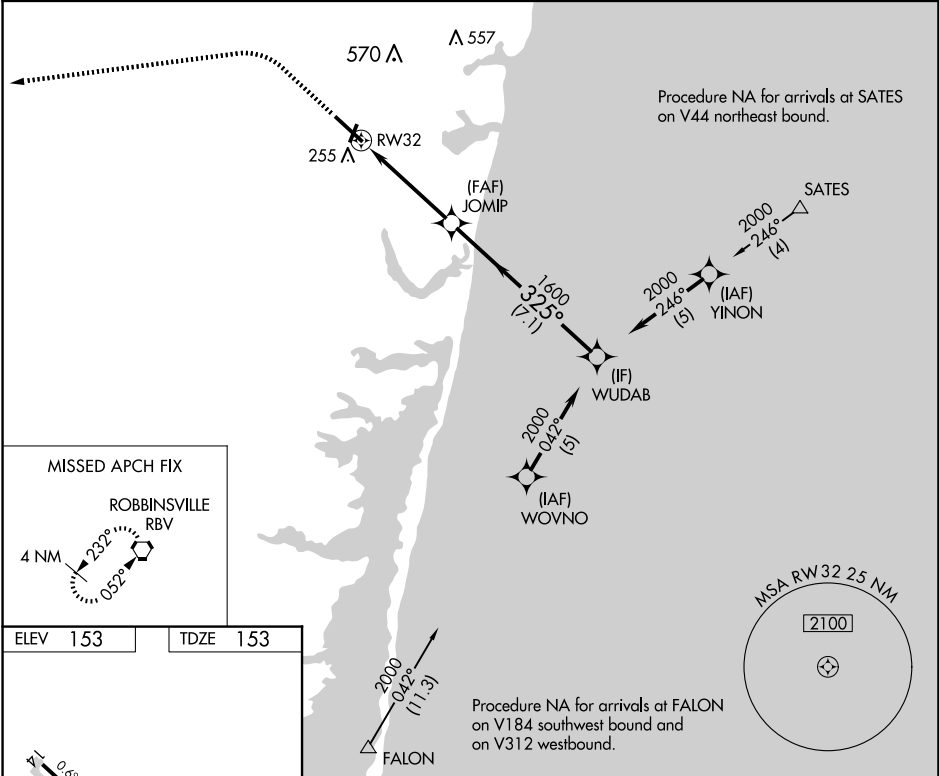 570
557
RW32
255
Procedure NA for arrivals at SATES
on V44 northeast bound.
SATES
2000
246°
(4)
(FAF)
JOMIP
2000
246°
(5)
(IAF)
YINON
1600
325°
(7.1)
(IF)
WUDAB
2000
042°
(5)
(IAF)
WOVNO
MISSED APCH FIX
ROBBINSVILLE
RBV
4 NM
232°
052°
MSA RW32 25 NM
2100
ELEV 153
TDZE 153
2000
042°
(11.3)
FALON
Procedure NA for arrivals at FALON
on V184 southwest bound and
on V312 westbound.
14